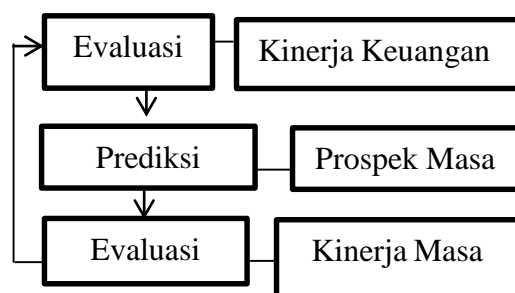 Evaluasi
Kinerja Keuangan
Prediksi
Prospek Masa
Evaluasi
Kinerja Masa